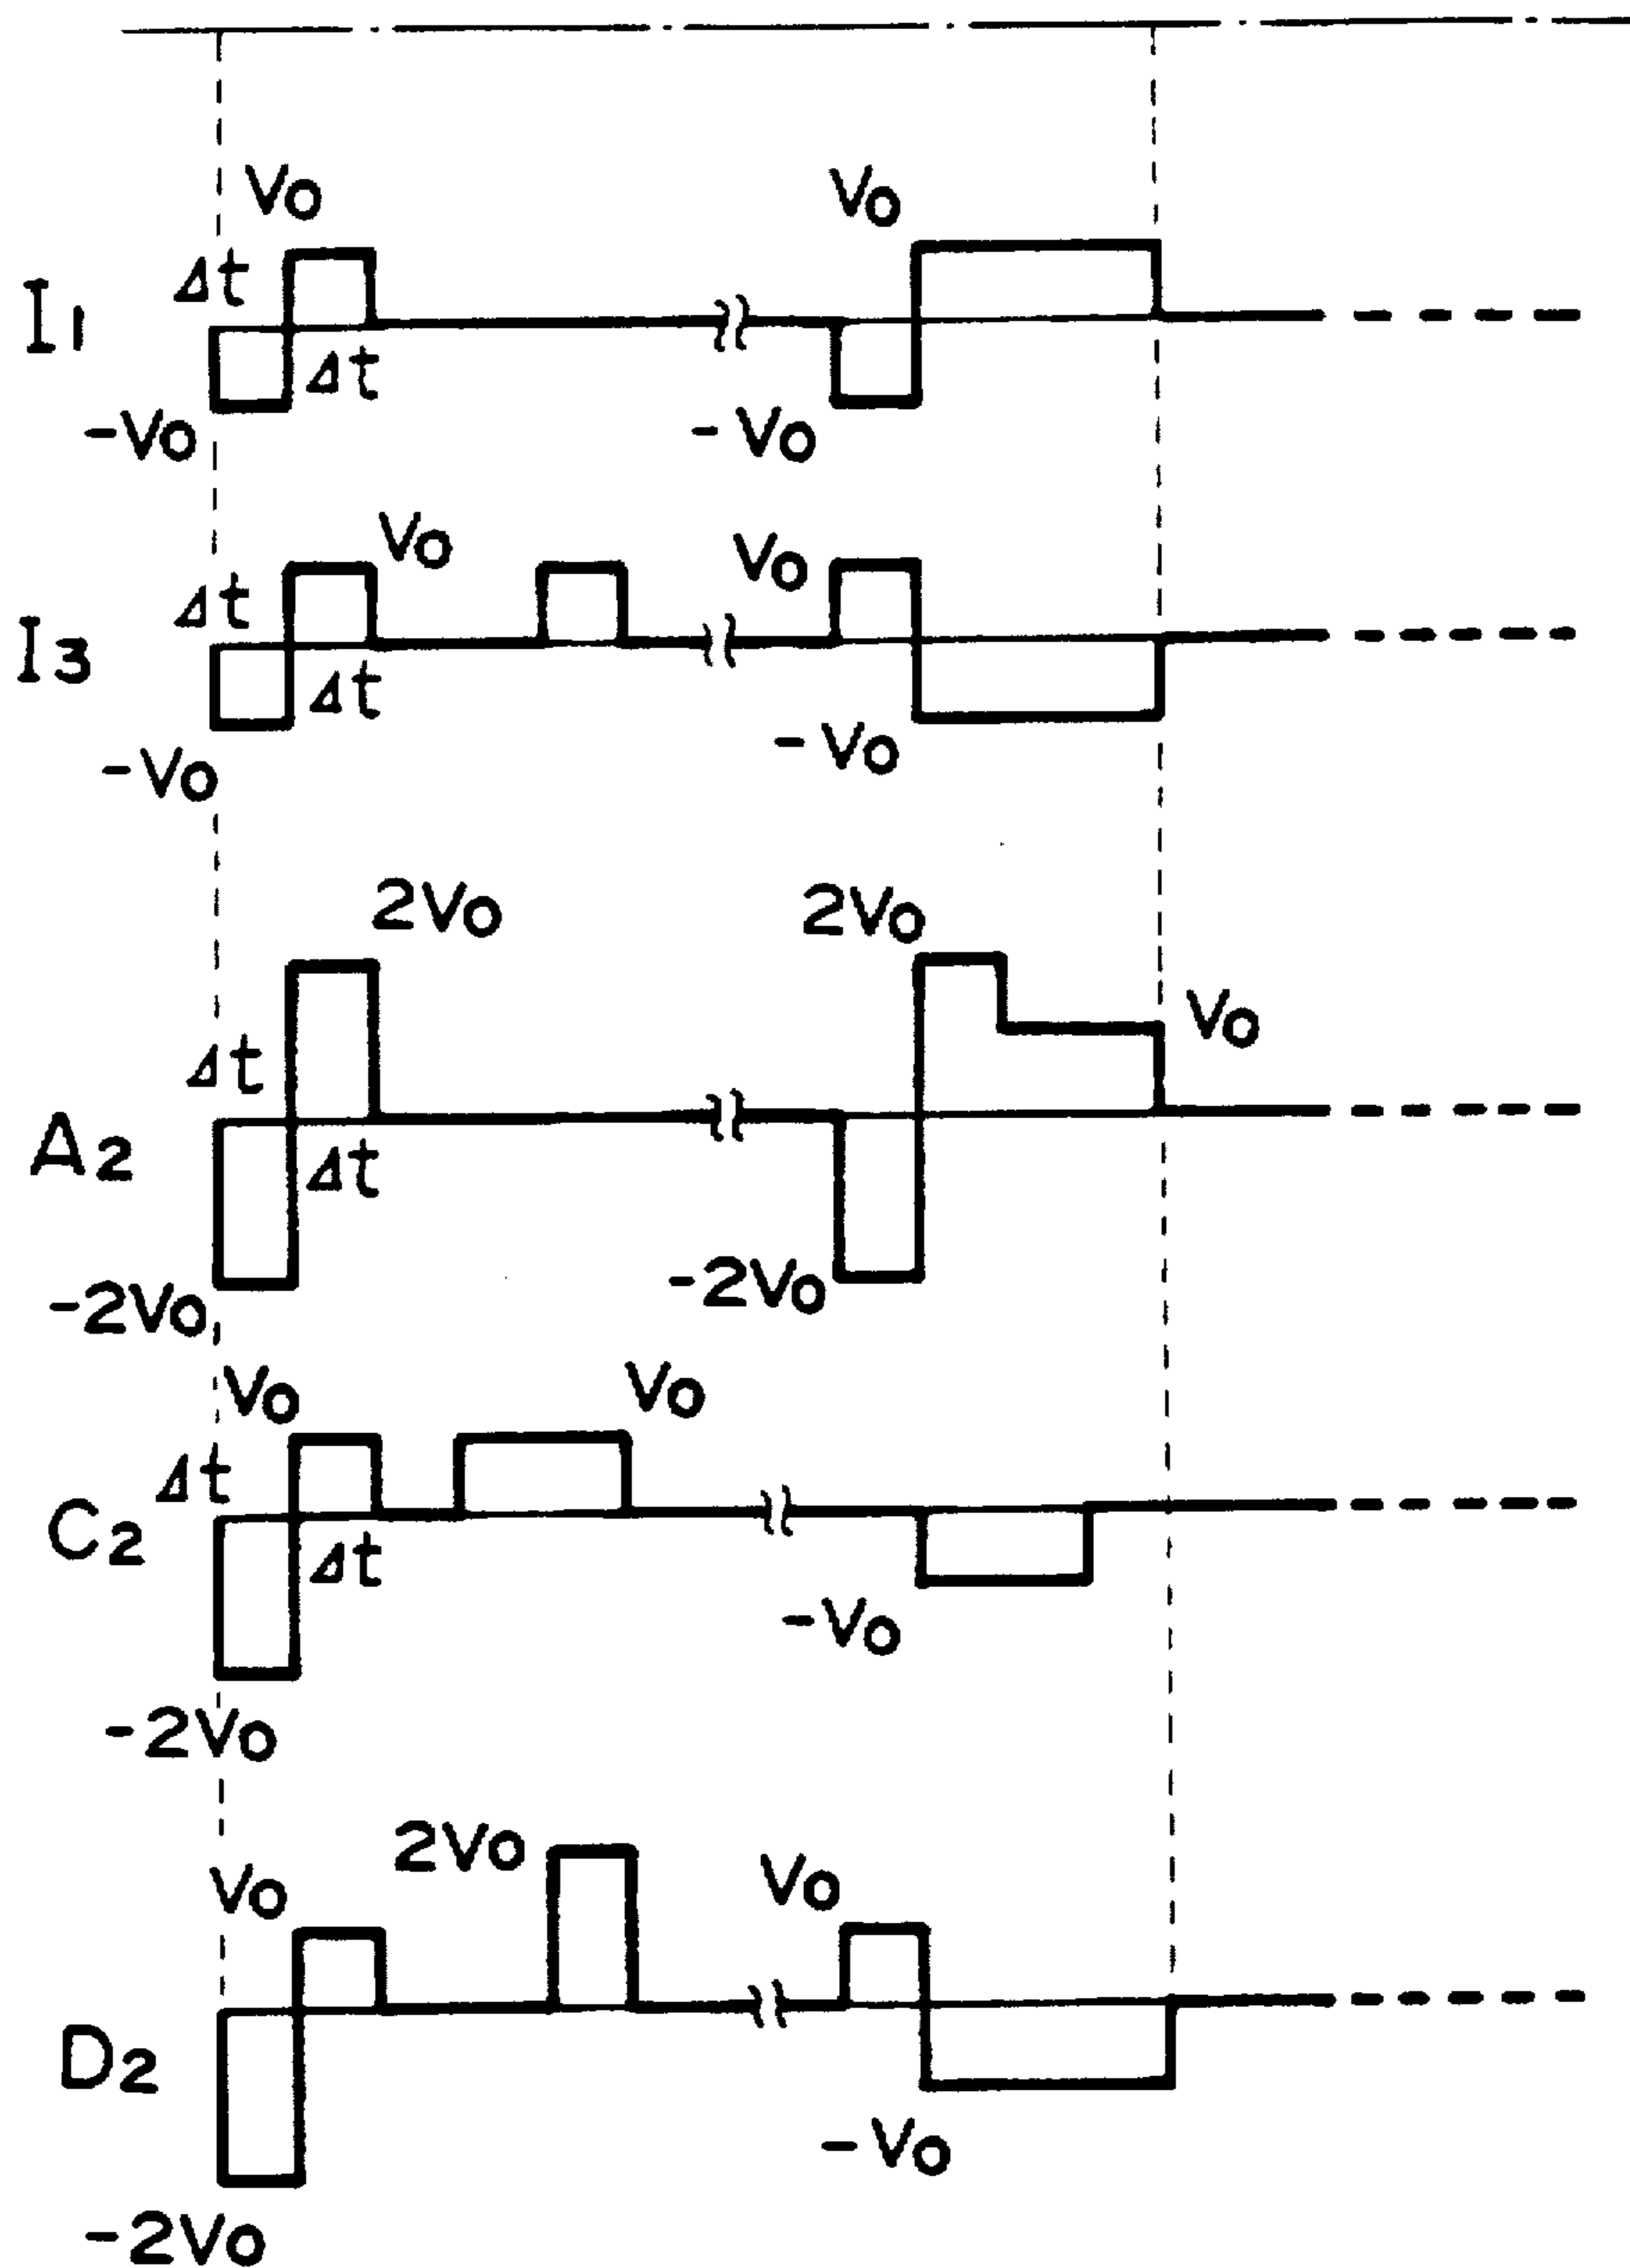 Vo Vo
Δt
I1
Δt
-Vo - Vo
Vo Vo
Δt
I3
Δt
-Vo -Vo
2Vo 2Vo
Vo
Δt
A2
Δt
-2Vo -2Vo
Vo Vo
Δt
C2
Δt
-Vo
-2Vo
2Vo
Vo Vo
D2
-Vo
-2Vo